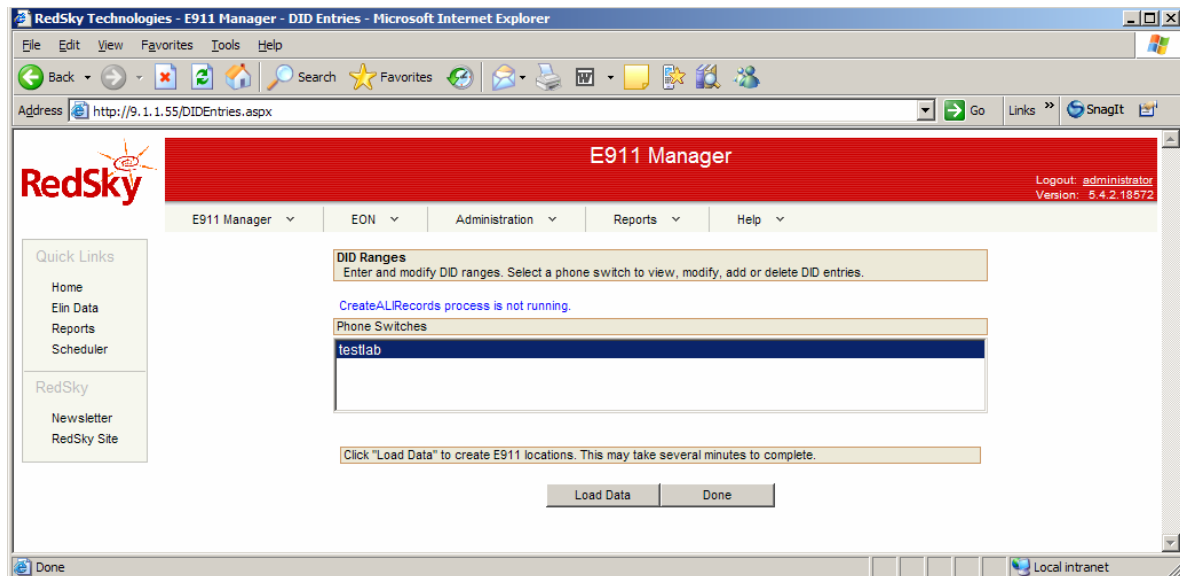 RedSky Technologies - E911 Manager - DID Entries - Microsoft Internet Explorer
File Edit View Favorites Tools Help
Back Search Favorites
Address http://9.1.1.55/DIDEntries.aspx Go Links » SnagIt
RedSky
E911 Manager
Logout: administrator
Version: 5.4.2.18572
E911 Manager EON Administration Reports Help
Quick Links
Home
Elin Data
Reports
Scheduler
RedSky
Newsletter
RedSky Site
DID Ranges
Enter and modify DID ranges. Select a phone switch to view, modify, add or delete DID entries.
CreateALIRecords process is not running.
Phone Switches
testlab
Click "Load Data" to create E911 locations. This may take several minutes to complete.
Load Data Done
Done Local intranet